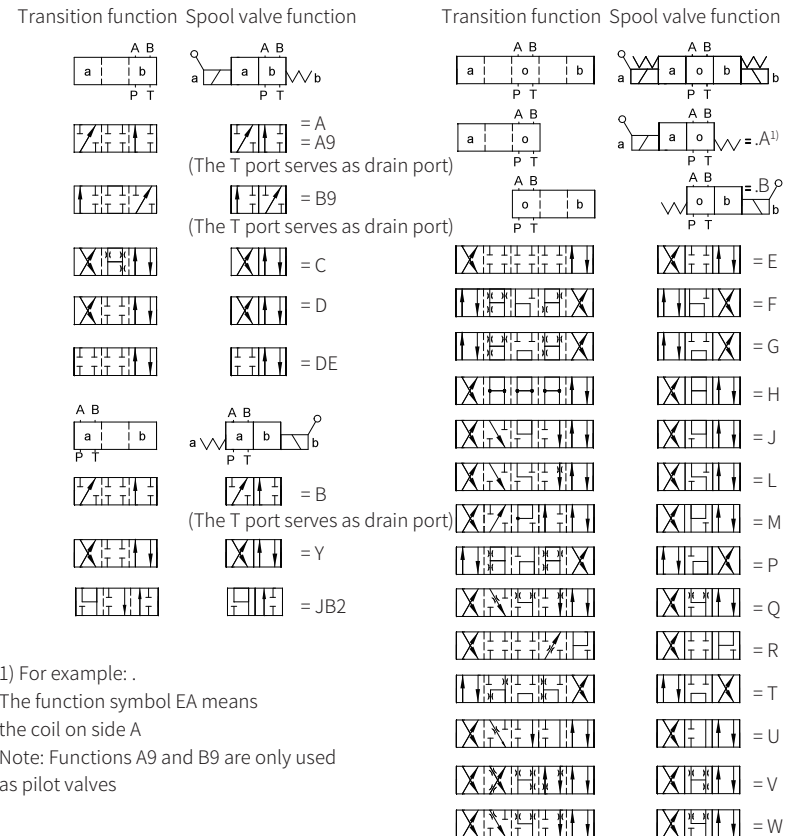 Transition function Spool valve function
A B
a b
P T
A B
a a b b
P T
= A
= A9
(The T port serves as drain port)
= B9
(The T port serves as drain port)
= C
= D
= DE
A B
a b
P T
A B
a a b b
P T
= B
(The T port serves as drain port)
= Y
= JB2
1) For example: .
The function symbol EA means
the coil on side A
Note: Functions A9 and B9 are only used
as pilot valves
Transition function Spool valve function
A B
a o b
P T
A B
a a o b b
P T
A B
a o
P T
A B
a a o = .A1)
P T
A B
o b
P T
A B
o b b = .B
P T
= E
= F
= G
= H
= J
= L
= M
= P
= Q
= R
= T
= U
= V
= W